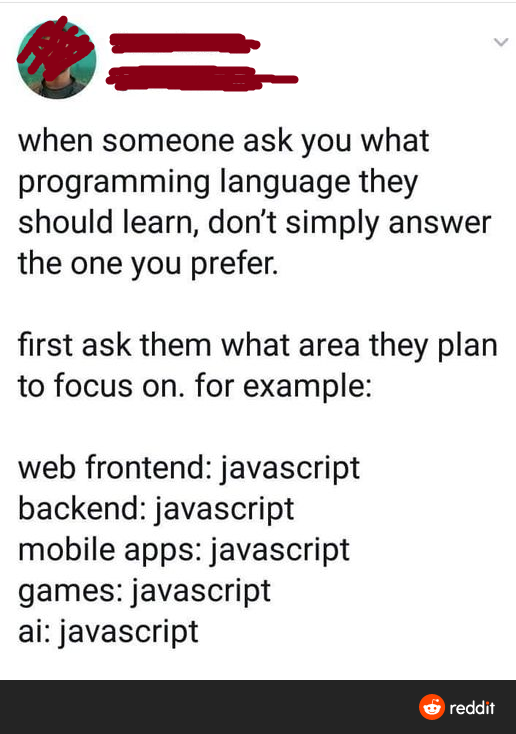 when someone ask you what
programming language they
should learn, don't simply answer
the one you prefer.
first ask them what area they plan
to focus on. for example:
web frontend: javascript
backend: javascript
mobile apps: javascript
games: javascript
ai: javascript
reddit